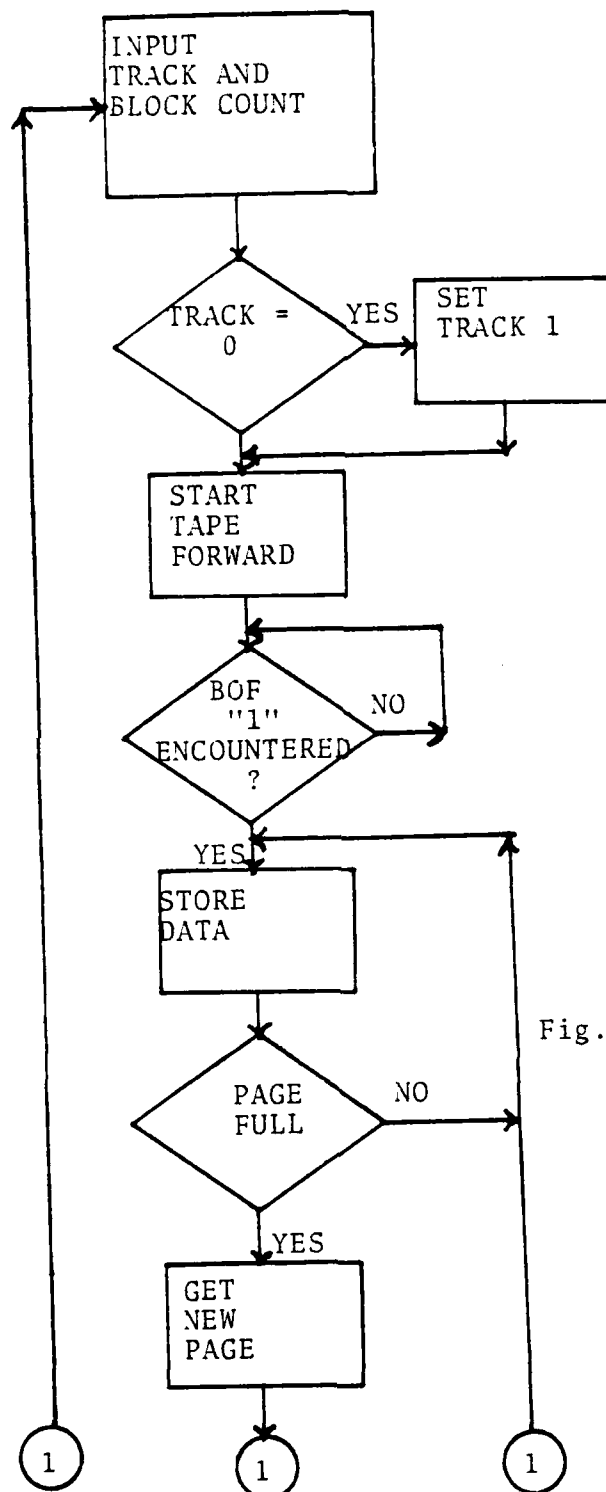 INPUT
TRACK AND
BLOCK COUNT
TRACK =
0
YES
SET
TRACK 1
START
TAPE
FORWARD
BOF
"1"
ENCOUNTERED
?
NO
YES
STORE
DATA
Fig.
PAGE
FULL
NO
YES
GET
NEW
PAGE
1
1
1